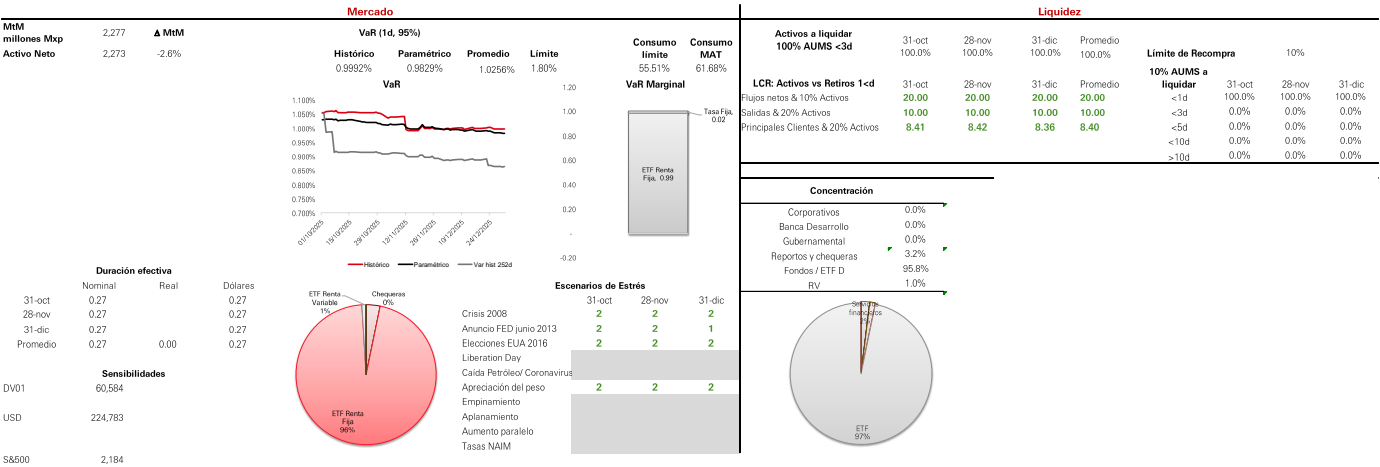 Mercado
MtM
millones Mxp
2,277
Δ MtM
Activo Neto
2,273
-2.6%
VaR (1d, 95%)
Histórico Paramétrico Promedio Límite
0.9992% 0.9829% 1.0256% 1.80%
Consumo límite
Consumo MAT
55.51% 61.68%
VaR
1.100%
1.050%
1.000%
0.950%
0.900%
0.850%
0.800%
0.750%
0.700%
01/10/2025
15/10/2025
29/10/2025
12/11/2025
26/11/2025
10/12/2025
24/12/2025
Histórico Paramétrico Var hist 252d
VaR Marginal
1.20
1.00
0.80
0.60
0.40
0.20
-
-0.20
Tasa Fija, 0.02
ETF Renta Fija, 0.99
Duración efectiva
Nominal Real Dólares
31-oct 0.27 0.27
28-nov 0.27 0.27
31-dic 0.27 0.27
Promedio 0.27 0.00 0.27
Sensibilidades
DV01 60,584
USD 224,783
S&500 2,184
ETF Renta Variable 1%
Chequeras 0%
ETF Renta Fija 96%
Escenarios de Estrés
31-oct 28-nov 31-dic
Crisis 2008 2 2 2
Anuncio FED junio 2013 2 2 1
Elecciones EUA 2016 2 2 2
Liberation Day
Caída Petróleo/ Coronavirus
Apreciación del peso 2 2 2
Empinamiento
Aplanamiento
Aumento paralelo
Tasas NAIM
Liquidez
Activos a liquidar
100% AUMS <3d
31-oct 28-nov 31-dic Promedio
100.0% 100.0% 100.0% 100.0%
Límite de Recompra 10%
LCR: Activos vs Retiros 1<d 31-oct 28-nov 31-dic Promedio
Flujos netos & 10% Activos 20.00 20.00 20.00 20.00
Salidas & 20% Activos 10.00 10.00 10.00 10.00
Principales Clientes & 20% Activos 8.41 8.42 8.36 8.40
10% AUMS a liquidar 31-oct 28-nov 31-dic
<1d 100.0% 100.0% 100.0%
<3d 0.0% 0.0% 0.0%
<5d 0.0% 0.0% 0.0%
<10d 0.0% 0.0% 0.0%
>10d 0.0% 0.0% 0.0%
Concentración
Corporativos 0.0%
Banca Desarrollo 0.0%
Gubernamental 0.0%
Reportos y chequeras 3.2%
Fondos / ETF D 95.8%
RV 1.0%
Servicios financieros
ETF 97%